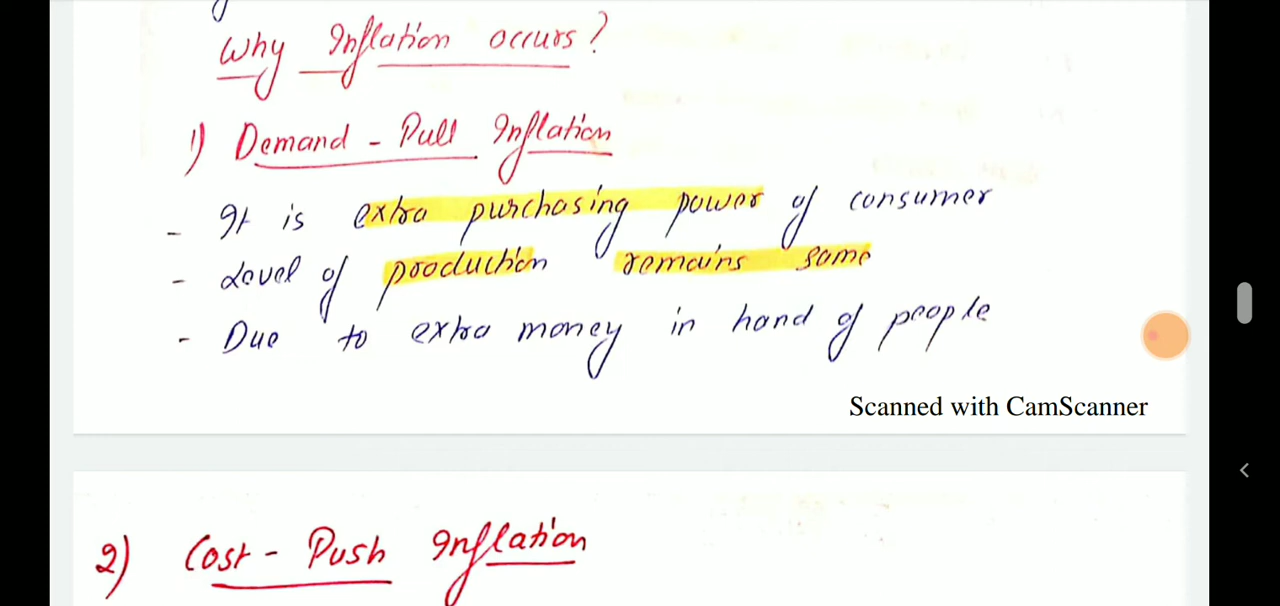 Why Inflation occurs?
1) Demand - Pull Inflation
- It is extra purchasing power of consumer
- Level of production remains same
- Due to extra money in hand of people
Scanned with CamScanner
2) Cost - Push Inflation